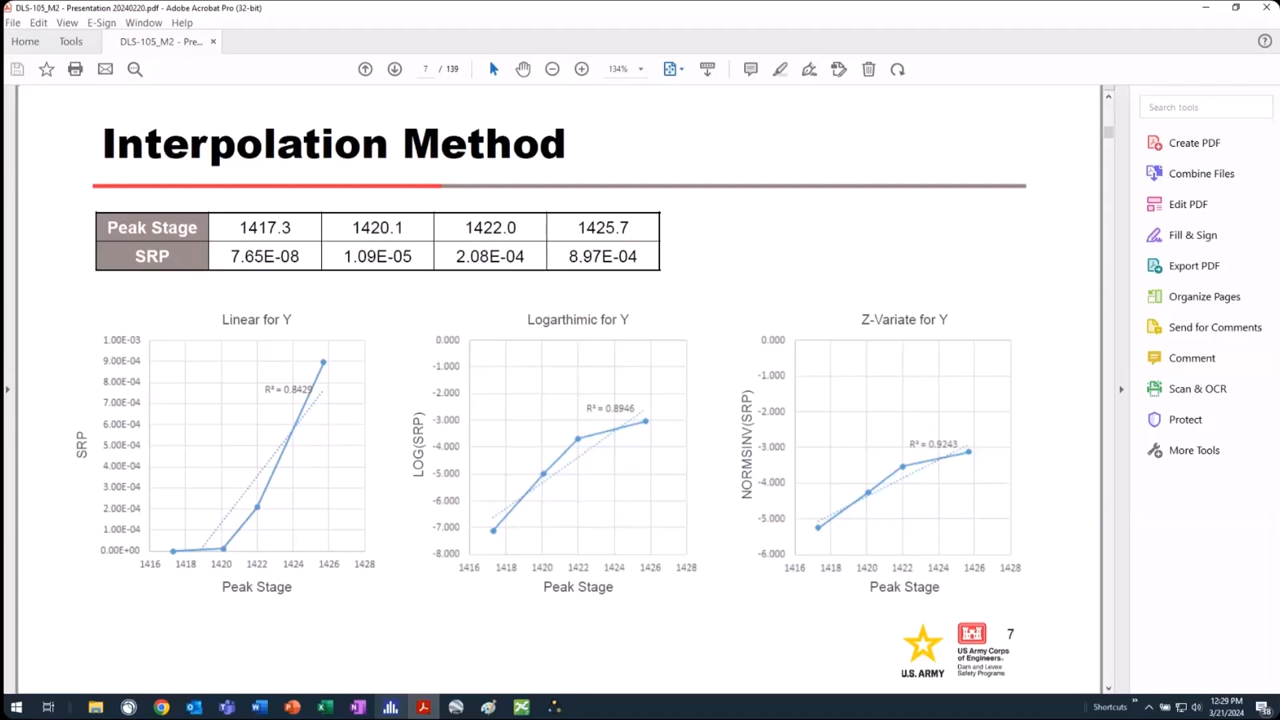 DLS-105_M2 - Presentation 20240220.pdf - Adobe Acrobat Pro (32-bit)
File Edit View E-Sign Window Help
Home Tools DLS-105_M2 - Pre... ×
7 / 139 134%
Search tools
Create PDF
Combine Files
Edit PDF
Fill & Sign
Export PDF
Organize Pages
Send for Comments
Comment
Scan & OCR
Protect
More Tools
Interpolation Method
Peak Stage 1417.3 1420.1 1422.0 1425.7
SRP 7.65E-08 1.09E-05 2.08E-04 8.97E-04
Linear for Y
1.00E-03
9.00E-04
8.00E-04
7.00E-04
6.00E-04
5.00E-04
4.00E-04
3.00E-04
2.00E-04
1.00E-04
0.00E+00
SRP
R² = 0.8429
1416 1418 1420 1422 1424 1426 1428
Peak Stage
Logarthimic for Y
0.000
-1.000
-2.000
-3.000
-4.000
-5.000
-6.000
-7.000
-8.000
LOG(SRP)
R² = 0.8946
1416 1418 1420 1422 1424 1426 1428
Peak Stage
Z-Variate for Y
0.000
-1.000
-2.000
-3.000
-4.000
-5.000
-6.000
NORMSINV(SRP)
R² = 0.9243
1416 1418 1420 1422 1424 1426 1428
Peak Stage
U.S. ARMY
US Army Corps
of Engineers®
Dam and Levee
Safety Programs
7
Shortcuts
12:29 PM
3/21/2024
38